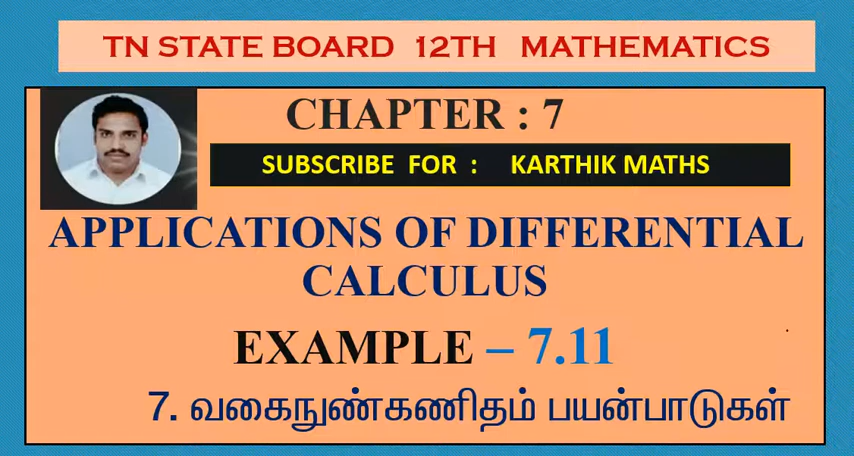 TN STATE BOARD 12TH MATHEMATICS
CHAPTER : 7
SUBSCRIBE FOR : KARTHIK MATHS
APPLICATIONS OF DIFFERENTIAL
CALCULUS
EXAMPLE – 7.11
7. வகைநுண்கணிதம் பயன்பாடுகள்